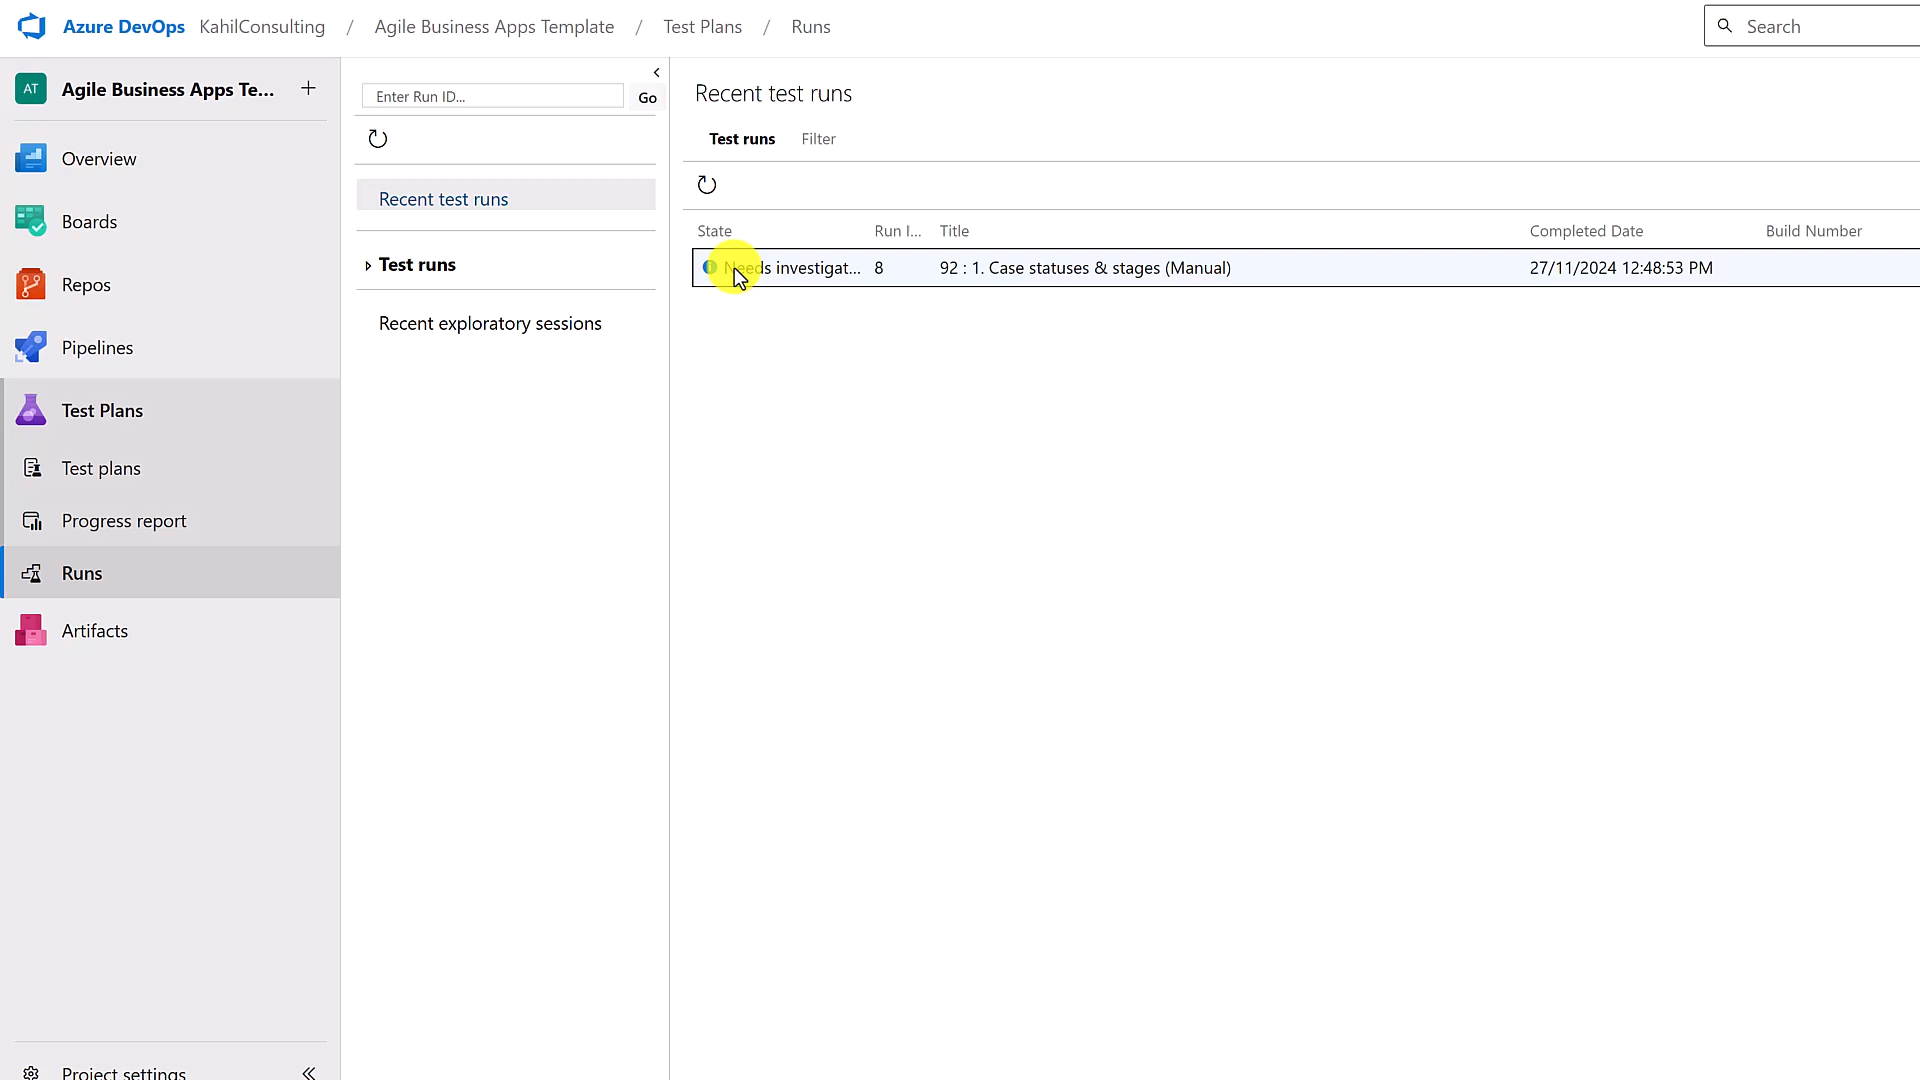 Azure DevOps KahilConsulting / Agile Business Apps Template / Test Plans / Runs
Search
AT Agile Business Apps Te...
Overview
Boards
Repos
Pipelines
Test Plans
Test plans
Progress report
Runs
Artifacts
Project settings
Enter Run ID...
Go
Recent test runs
Test runs
Recent exploratory sessions
Recent test runs
Test runs Filter
State Run I... Title Completed Date Build Number
Needs investigat... 8 92 : 1. Case statuses & stages (Manual) 27/11/2024 12:48:53 PM